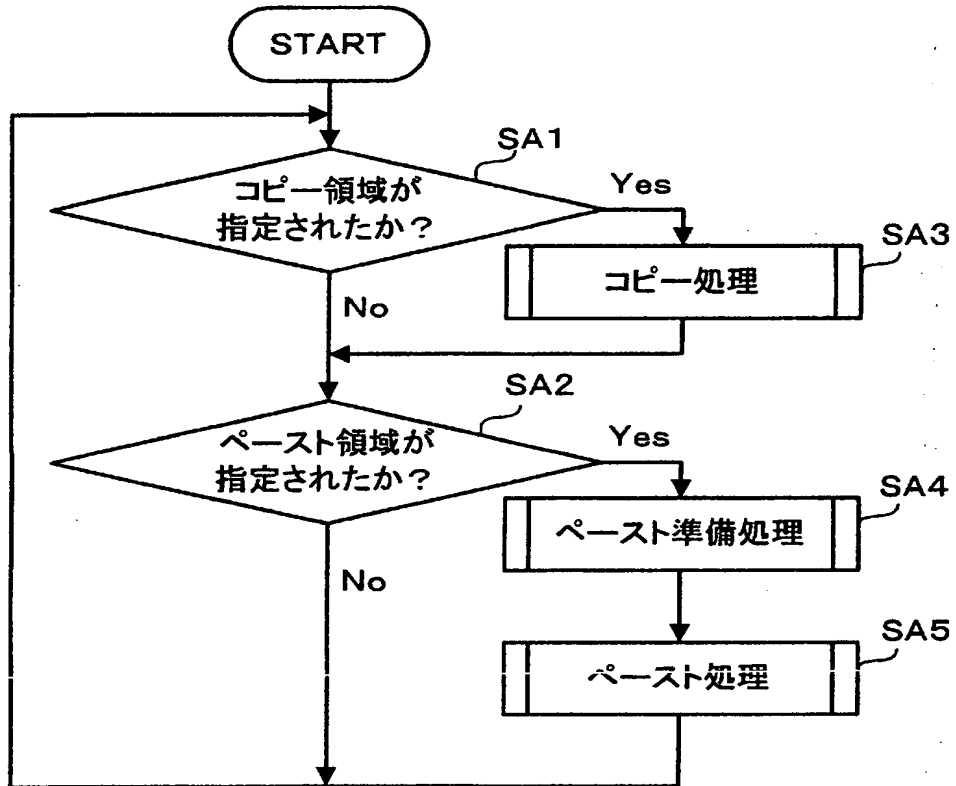 START
SA1
コピー領域が
指定されたか？
Yes
SA3
コピー処理
No
SA2
ペースト領域が
指定されたか？
Yes
SA4
ペースト準備処理
No
SA5
ペースト処理